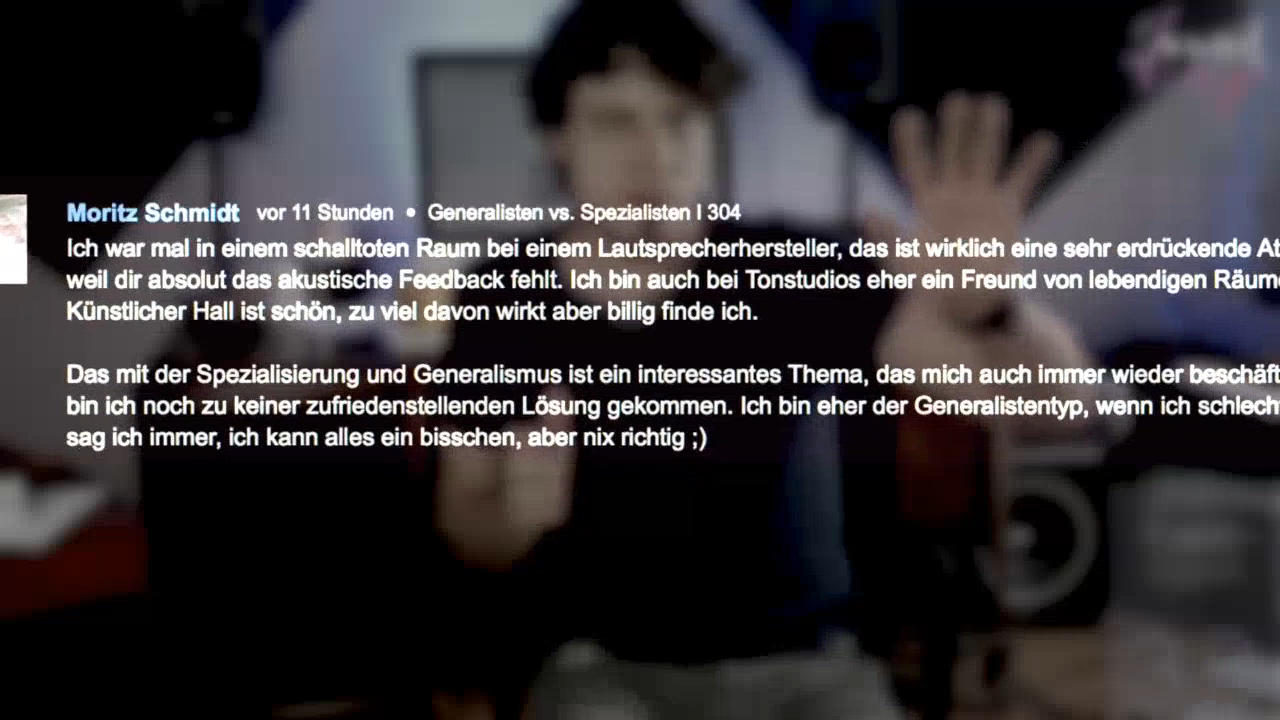 Moritz Schmidt vor 11 Stunden • Generalisten vs. Spezialisten I 304
Ich war mal in einem schalltoten Raum bei einem Lautsprecherhersteller, das ist wirklich eine sehr erdrückende At
weil dir absolut das akustische Feedback fehlt. Ich bin auch bei Tonstudios eher ein Freund von lebendigen Räume
Künstlicher Hall ist schön, zu viel davon wirkt aber billig finde ich.
Das mit der Spezialisierung und Generalismus ist ein interessantes Thema, das mich auch immer wieder beschäft
bin ich noch zu keiner zufriedenstellenden Lösung gekommen. Ich bin eher der Generalistentyp, wenn ich schlech
sag ich immer, ich kann alles ein bisschen, aber nix richtig ;)